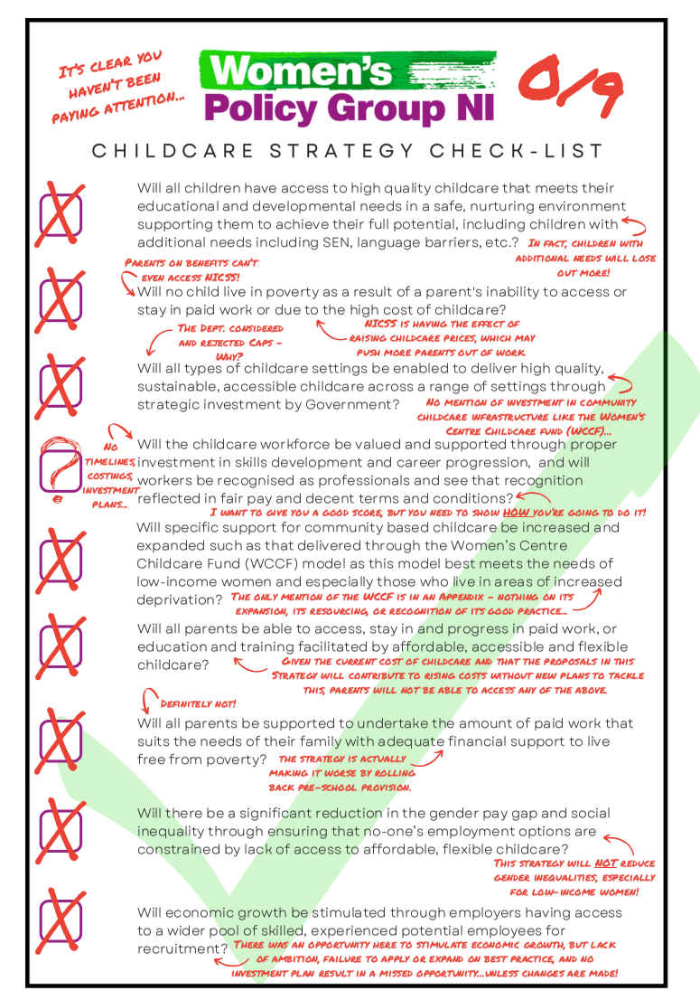 It's clear you
haven't been
paying attention...
Women's
Policy Group NI
0/9
CHILDCARE STRATEGY CHECK-LIST
Will all children have access to high quality childcare that meets their
educational and developmental needs in a safe, nurturing environment
supporting them to achieve their full potential, including children with
additional needs including SEN, language barriers, etc.?
In fact, children with
additional needs will lose
out more!
Parents on benefits can't
even access NICSS!
Will no child live in poverty as a result of a parent's inability to access or
stay in paid work or due to the high cost of childcare?
NICSS is having the effect of
raising childcare prices, which may
push more parents out of work.
The Dept. considered
and rejected Caps –
Why?
Will all types of childcare settings be enabled to deliver high quality,
sustainable, accessible childcare across a range of settings through
strategic investment by Government?
No mention of investment in community
childcare infrastructure like the Women's
Centre Childcare fund (WCCF)...
No
timelines,
costings,
investment
plans...
?
Will the childcare workforce be valued and supported through proper
investment in skills development and career progression, and will
workers be recognised as professionals and see that recognition
reflected in fair pay and decent terms and conditions?
I want to give you a good score, but you need to show HOW you're going to do it!
Will specific support for community based childcare be increased and
expanded such as that delivered through the Women's Centre
Childcare Fund (WCCF) model as this model best meets the needs of
low-income women and especially those who live in areas of increased
deprivation?
The only mention of the WCCF is in an Appendix – nothing on its
expansion, its resourcing, or recognition of its good practice...
Will all parents be able to access, stay in and progress in paid work, or
education and training facilitated by affordable, accessible and flexible
childcare?
Given the current cost of childcare and that the proposals in this
Strategy will contribute to rising costs without new plans to tackle
this, parents will not be able to access any of the above.
Definitely not!
Will all parents be supported to undertake the amount of paid work that
suits the needs of their family with adequate financial support to live
free from poverty?
The strategy is actually
making it worse by rolling
back pre-school provision.
Will there be a significant reduction in the gender pay gap and social
inequality through ensuring that no-one's employment options are
constrained by lack of access to affordable, flexible childcare?
This strategy will NOT reduce
gender inequalities, especially
for low-income women!
Will economic growth be stimulated through employers having access
to a wider pool of skilled, experienced potential employees for
recruitment?
There was an opportunity here to stimulate economic growth, but lack
of ambition, failure to apply or expand on best practice, and no
investment plan result in a missed opportunity...unless changes are made!